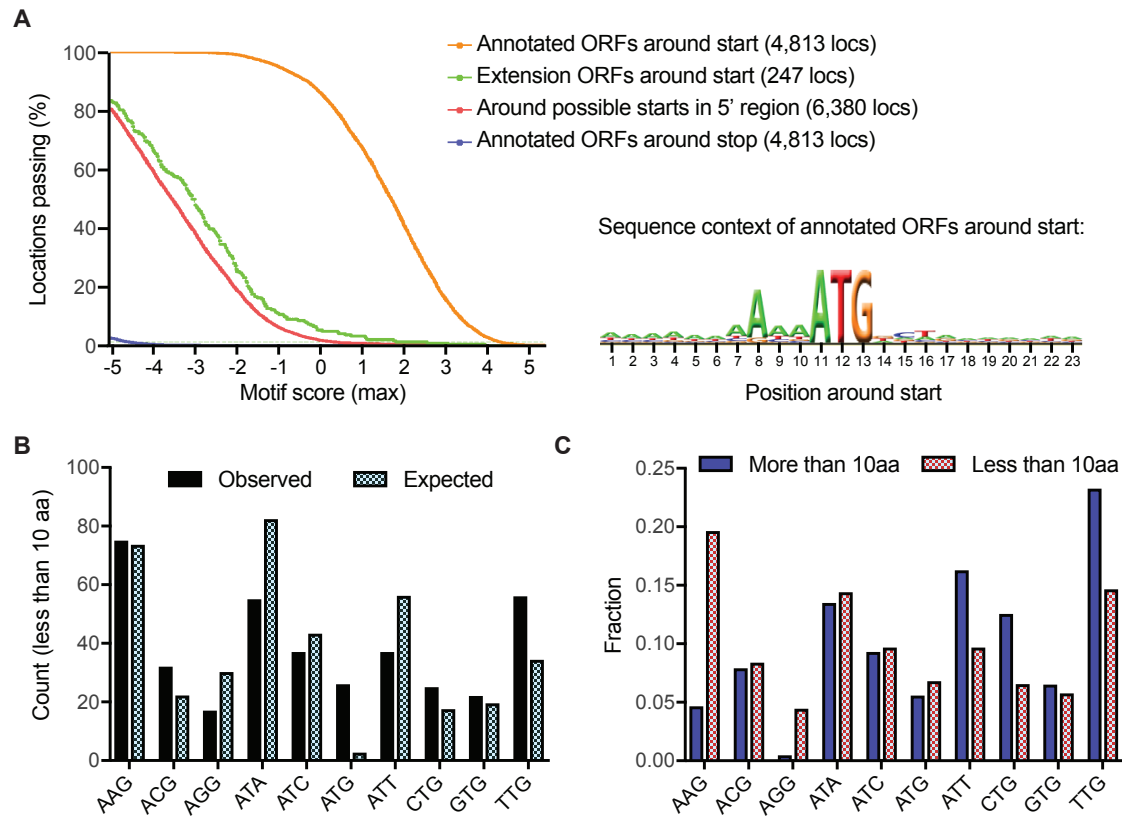 A
Locations passing (%)
100
80
60
40
20
0
-5 -4 -3 -2 -1 0 1 2 3 4 5
Motif score (max)
Annotated ORFs around start (4,813 locs)
Extension ORFs around start (247 locs)
Around possible starts in 5' region (6,380 locs)
Annotated ORFs around stop (4,813 locs)
Sequence context of annotated ORFs around start:
A A A A T G
1 2 3 4 5 6 7 8 9 10 11 12 13 14 15 16 17 18 19 20 21 22 23
Position around start
B
Count (less than 10 aa)
100
80
60
40
20
0
Observed Expected
AAG ACG AGG ATA ATC ATG ATT CTG GTG TTG
C
Fraction
0.25
0.20
0.15
0.10
0.05
0.00
More than 10aa Less than 10aa
AAG ACG AGG ATA ATC ATG ATT CTG GTG TTG